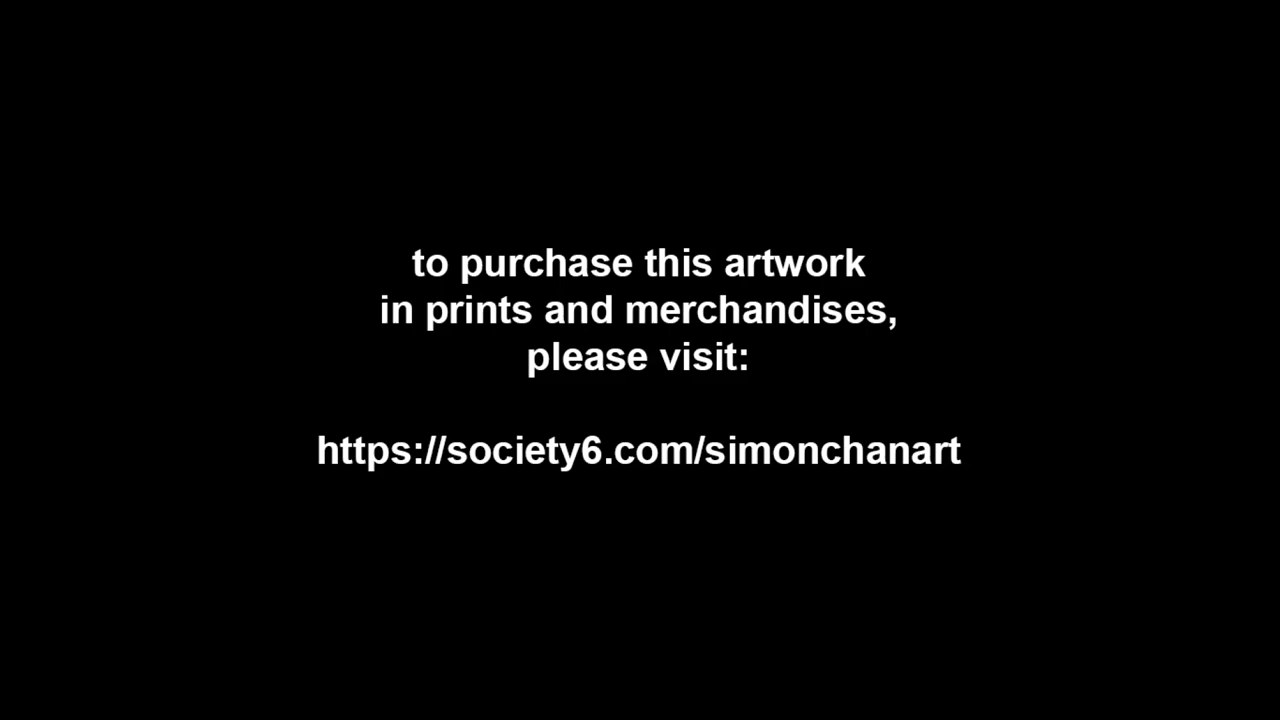 to purchase this artwork
in prints and merchandises,
please visit:
https://society6.com/simonchanart